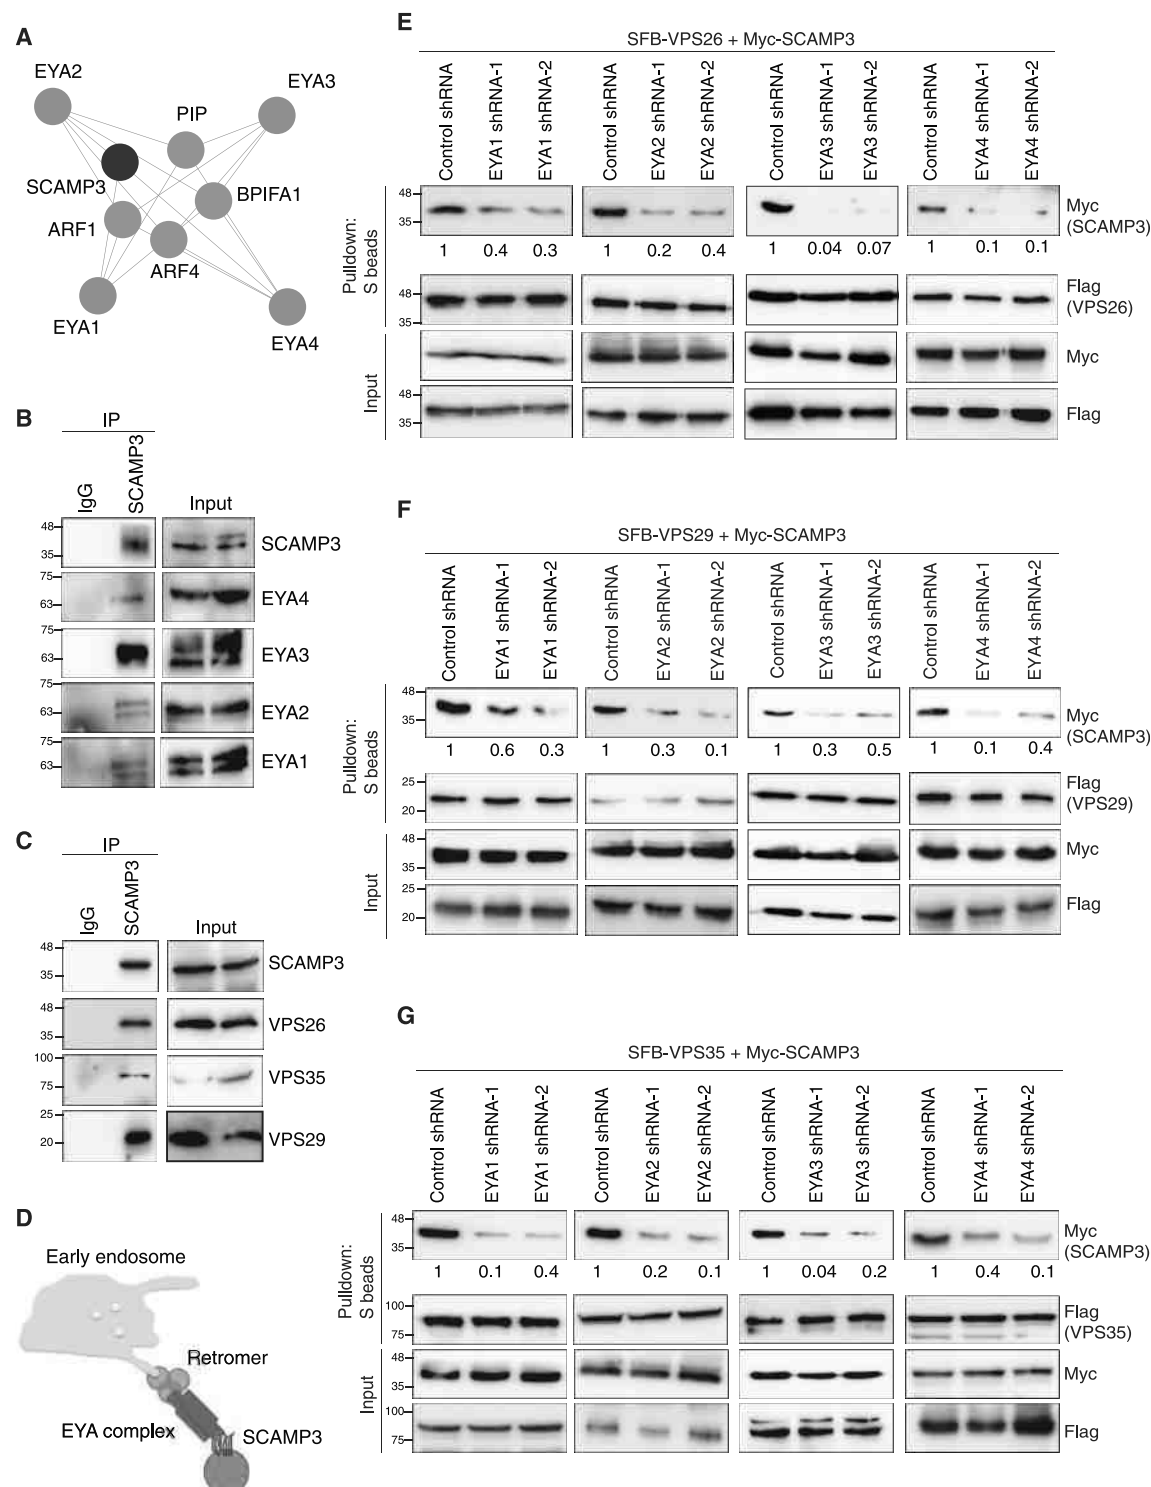 A
EYA2
EYA3
PIP
SCAMP3
BPIFA1
ARF1
ARF4
EYA1
EYA4
B
IP
IgG
SCAMP3
Input
48
35
SCAMP3
75
63
EYA4
75
63
EYA3
75
63
EYA2
75
63
EYA1
C
IP
IgG
SCAMP3
Input
48
35
SCAMP3
48
35
VPS26
100
75
VPS35
25
20
VPS29
D
Early endosome
Retromer
EYA complex
SCAMP3
E
SFB-VPS26 + Myc-SCAMP3
Control shRNA EYA1 shRNA-1 EYA1 shRNA-2 Control shRNA EYA2 shRNA-1 EYA2 shRNA-2 Control shRNA EYA3 shRNA-1 EYA3 shRNA-2 Control shRNA EYA4 shRNA-1 EYA4 shRNA-2
Pulldown:
S beads
48
35
Myc
(SCAMP3)
1 0.4 0.3 1 0.2 0.4 1 0.04 0.07 1 0.1 0.1
48
35
Flag
(VPS26)
Input
Myc
48
35
Flag
F
SFB-VPS29 + Myc-SCAMP3
Control shRNA EYA1 shRNA-1 EYA1 shRNA-2 Control shRNA EYA2 shRNA-1 EYA2 shRNA-2 Control shRNA EYA3 shRNA-1 EYA3 shRNA-2 Control shRNA EYA4 shRNA-1 EYA4 shRNA-2
Pulldown:
S beads
48
35
Myc
(SCAMP3)
1 0.6 0.3 1 0.3 0.1 1 0.3 0.5 1 0.1 0.4
25
20
Flag
(VPS29)
Input
48
35
Myc
25
20
Flag
G
SFB-VPS35 + Myc-SCAMP3
Control shRNA EYA1 shRNA-1 EYA1 shRNA-2 Control shRNA EYA2 shRNA-1 EYA2 shRNA-2 Control shRNA EYA3 shRNA-1 EYA3 shRNA-2 Control shRNA EYA4 shRNA-1 EYA4 shRNA-2
Pulldown:
S beads
48
35
Myc
(SCAMP3)
1 0.1 0.4 1 0.2 0.1 1 0.04 0.2 1 0.4 0.1
100
75
Flag
(VPS35)
Input
48
35
Myc
100
75
Flag